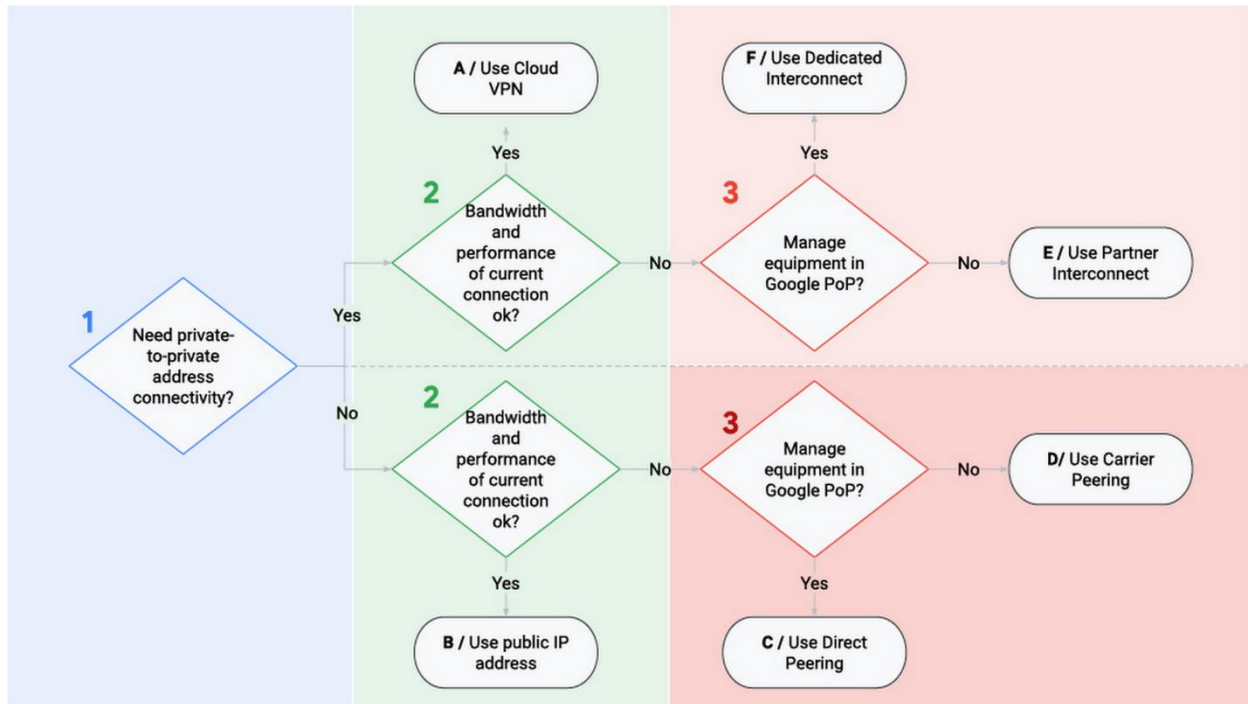 A / Use Cloud
VPN
F / Use Dedicated
Interconnect
Yes
Yes
2
Bandwidth
and
performance
of current
connection
ok?
No
3
Manage
equipment in
Google PoP?
No
E / Use Partner
Interconnect
1
Need private-
to-private
address
connectivity?
Yes
No
2
Bandwidth
and
performance
of current
connection
ok?
No
3
Manage
equipment in
Google PoP?
No
D/ Use Carrier
Peering
Yes
Yes
B / Use public IP
address
C / Use Direct
Peering